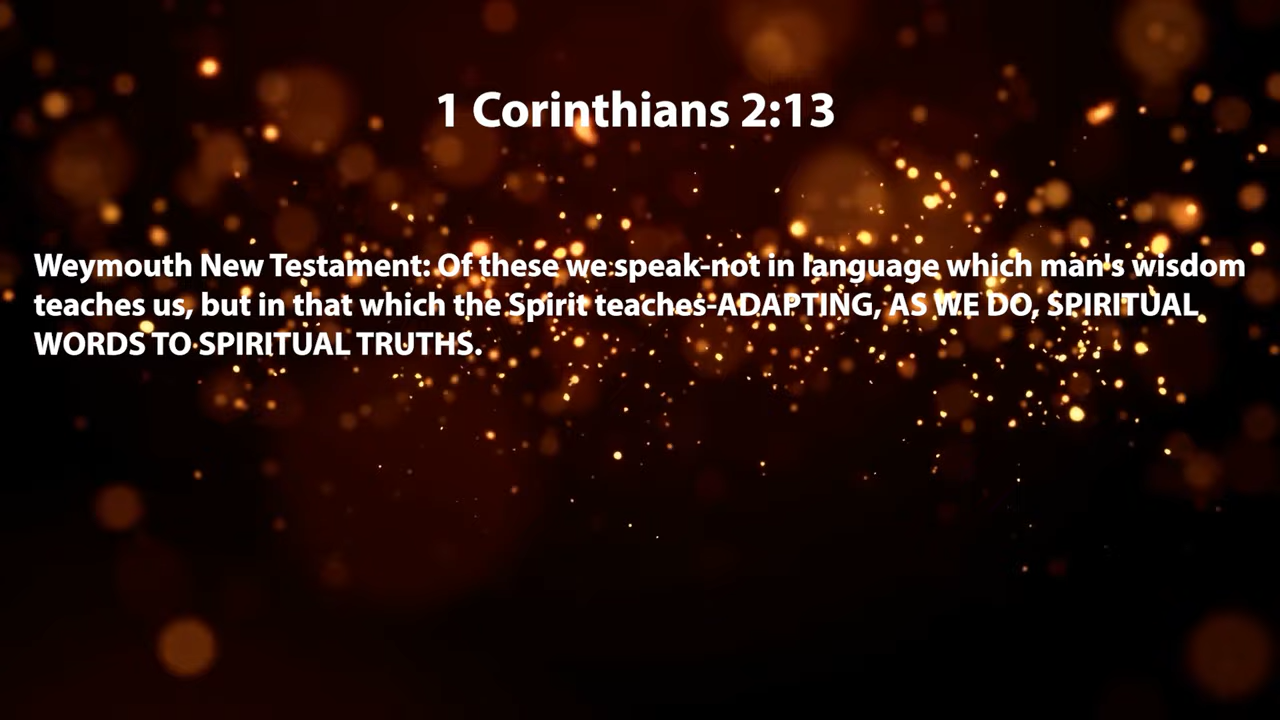 1 Corinthians 2:13
Weymouth New Testament: Of these we speak-not in language which man's wisdom
teaches us, but in that which the Spirit teaches-ADAPTING, AS WE DO, SPIRITUAL
WORDS TO SPIRITUAL TRUTHS.